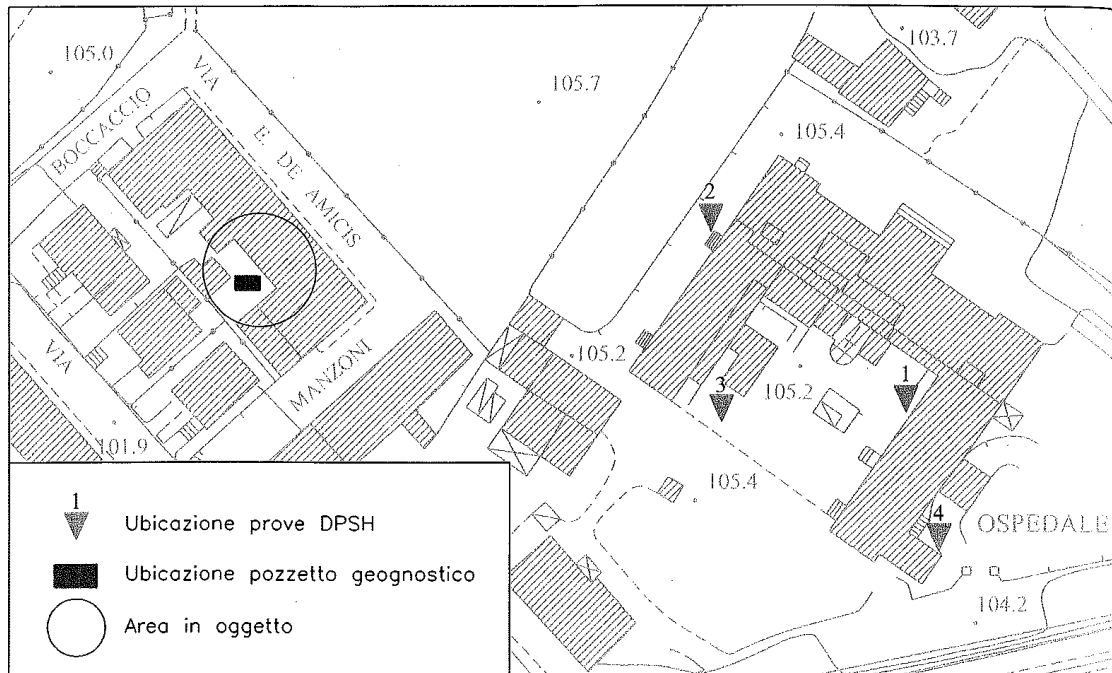 105.0
VIA
E. DE AMICIS
BOCCACCIO
105.7
103.7
105.4
2
105.2
MANZONI
VIA
101.9
3
105.2
1
105.4
4
OSPEDALE
104.2
1
Ubicazione prove DPSH
Ubicazione pozzetto geognostico
Area in oggetto